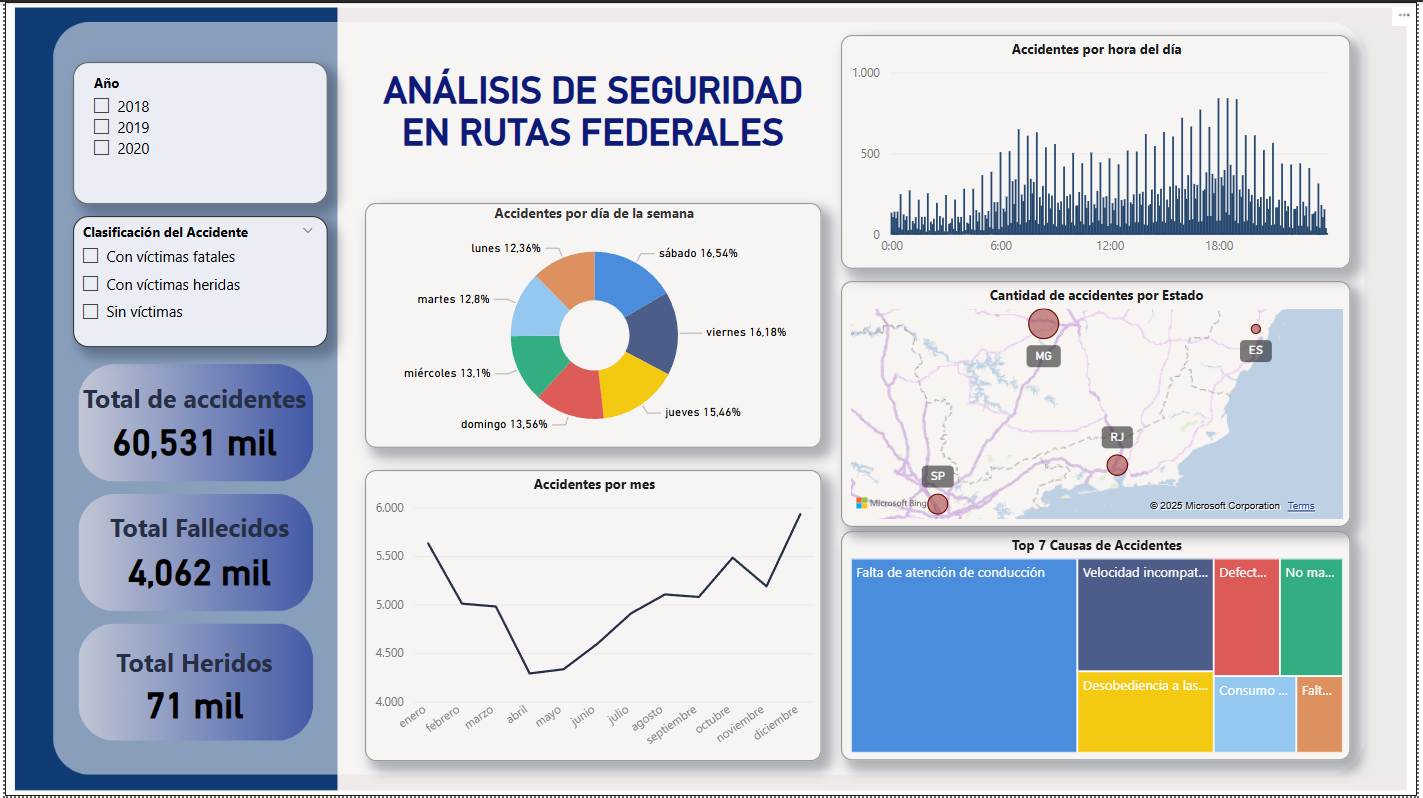 ANÁLISIS DE SEGURIDAD
EN RUTAS FEDERALES
Año
2018
2019
2020
Clasificación del Accidente
Con víctimas fatales
Con víctimas heridas
Sin víctimas
Total de accidentes
60,531 mil
Total Fallecidos
4,062 mil
Total Heridos
71 mil
Accidentes por día de la semana
lunes 12,36%
sábado 16,54%
martes 12,8%
viernes 16,18%
miércoles 13,1%
jueves 15,46%
domingo 13,56%
Accidentes por mes
6.000
5.500
5.000
4.500
4.000
enero
febrero
marzo
abril
mayo
junio
julio
agosto
septiembre
octubre
noviembre
diciembre
Accidentes por hora del día
1.000
500
0
0:00
6:00
12:00
18:00
Cantidad de accidentes por Estado
MG
ES
RJ
SP
Microsoft Bing
© 2025 Microsoft Corporation Terms
Top 7 Causas de Accidentes
Falta de atención de conducción
Velocidad incompat...
Defect...
No ma...
Desobediencia a las...
Consumo ...
Falt...